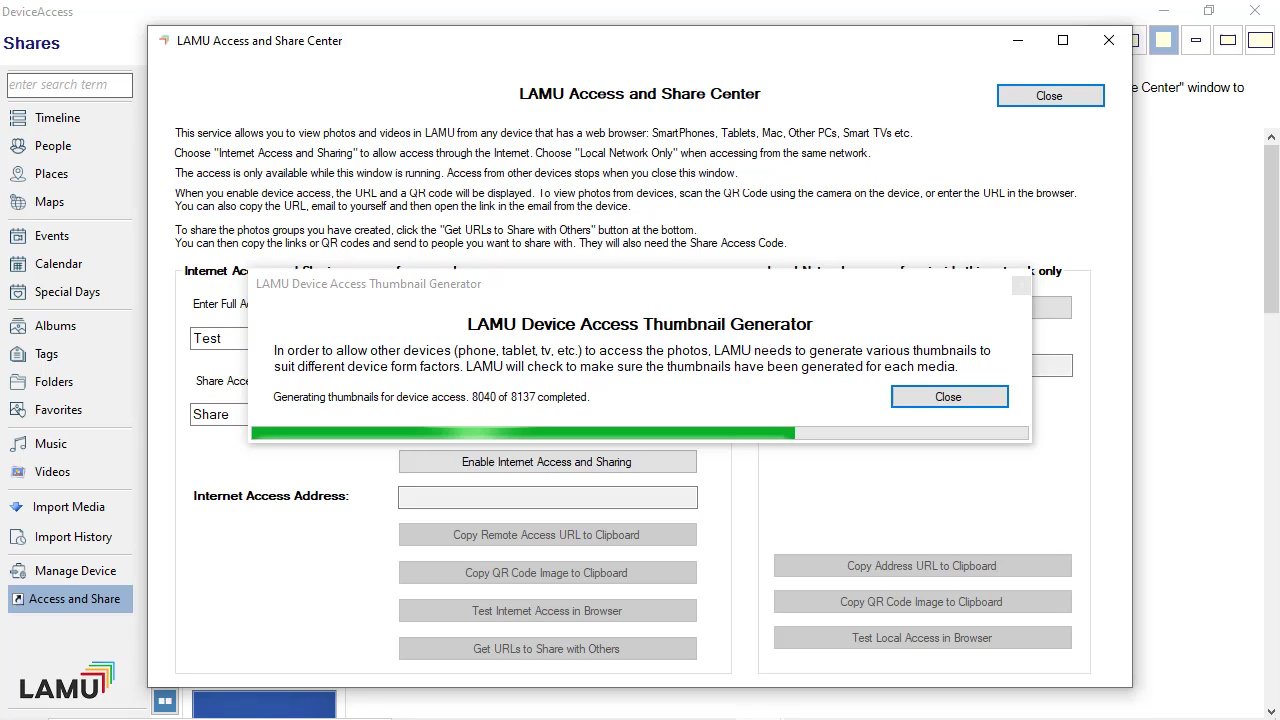 DeviceAccess
Shares
enter search term
Timeline
People
Places
Maps
Events
Calendar
Special Days
Albums
Tags
Folders
Favorites
Music
Videos
Import Media
Import History
Manage Device
Access and Share
LAMU
e Center" window to
LAMU Access and Share Center
LAMU Access and Share Center
Close
This service allows you to view photos and videos in LAMU from any device that has a web browser: SmartPhones, Tablets, Mac, Other PCs, Smart TVs etc.
Choose "Internet Access and Sharing" to allow access through the Internet. Choose "Local Network Only" when accessing from the same network.
The access is only available while this window is running. Access from other devices stops when you close this window.
When you enable device access, the URL and a QR code will be displayed. To view photos from devices, scan the QR Code using the camera on the device, or enter the URL in the browser.
You can also copy the URL, email to yourself and then open the link in the email from the device.
To share the photos groups you have created, click the "Get URLs to Share with Others" button at the bottom.
You can then copy the links or QR codes and send to people you want to share with. They will also need the Share Access Code.
Internet Ac
only
Enter Full A
Test
Share Acce
Share
LAMU Device Access Thumbnail Generator
LAMU Device Access Thumbnail Generator
In order to allow other devices (phone, tablet, tv, etc.) to access the photos, LAMU needs to generate various thumbnails to
suit different device form factors. LAMU will check to make sure the thumbnails have been generated for each media.
Generating thumbnails for device access. 8040 of 8137 completed.
Close
Enable Internet Access and Sharing
Internet Access Address:
Copy Remote Access URL to Clipboard
Copy QR Code Image to Clipboard
Test Internet Access in Browser
Get URLs to Share with Others
Copy Address URL to Clipboard
Copy QR Code Image to Clipboard
Test Local Access in Browser